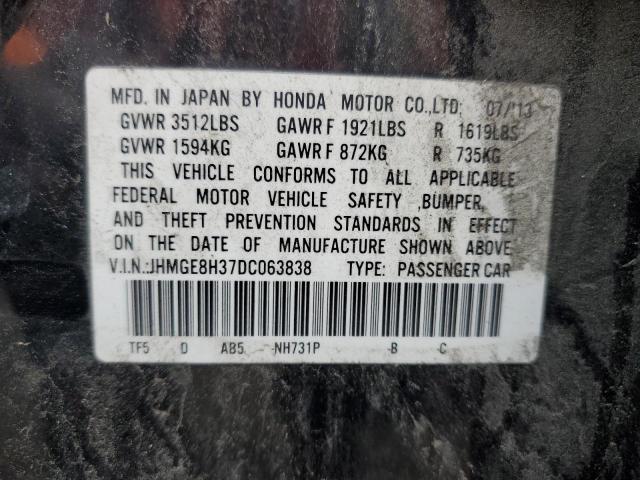 MFD. IN JAPAN BY HONDA MOTOR CO.,LTD. 07/13
GVWR 3512LBS GAWR F 1921LBS R 1619LBS
GVWR 1594KG GAWR F 872KG R 735KG
THIS VEHICLE CONFORMS TO ALL APPLICABLE
FEDERAL MOTOR VEHICLE SAFETY ,BUMPER,
AND THEFT PREVENTION STANDARDS IN EFFECT
ON THE DATE OF MANUFACTURE SHOWN ABOVE
V.I.N.:JHMGE8H37DC063838 TYPE: PASSENGER CAR
TF5 D AB5 -NH731P -B C